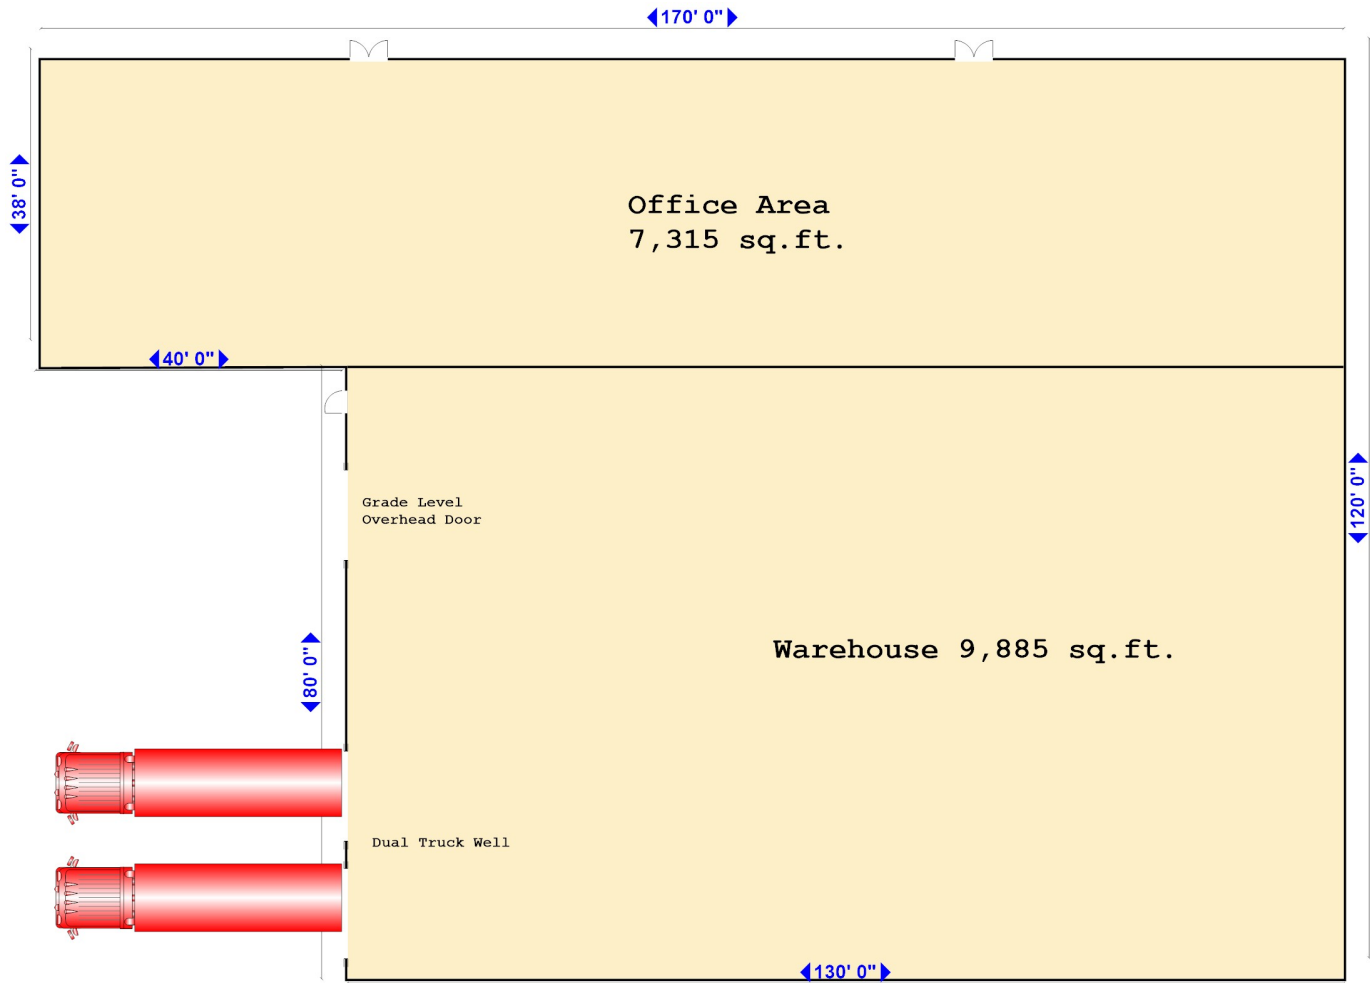 170' 0"
38' 0"
Office Area
7,315 sq.ft.
40' 0"
Grade Level
Overhead Door
120' 0"
80' 0"
Warehouse 9,885 sq.ft.
Dual Truck Well
130' 0"